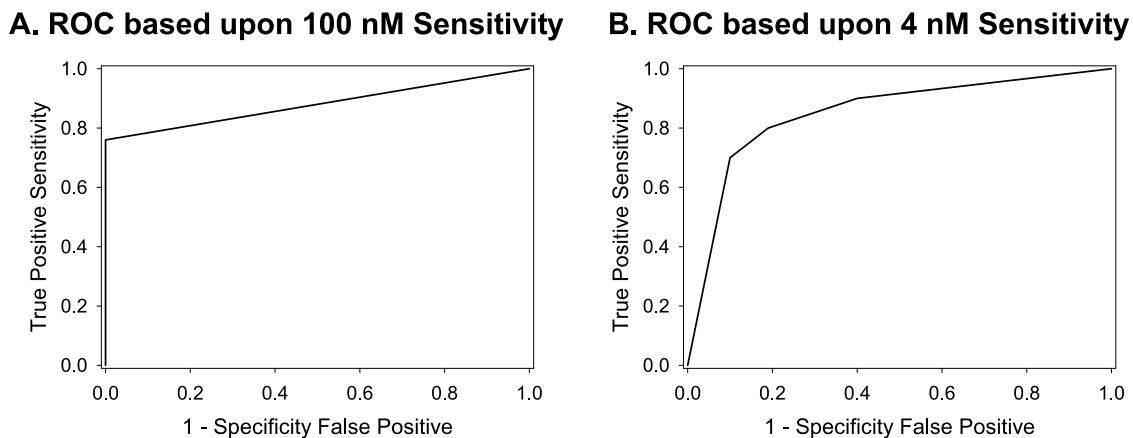 A. ROC based upon 100 nM Sensitivity
True Positive Sensitivity
1.0
0.8
0.6
0.4
0.2
0.0
0.0 0.2 0.4 0.6 0.8 1.0
1 - Specificity False Positive
B. ROC based upon 4 nM Sensitivity
True Positive Sensitivity
1.0
0.8
0.6
0.4
0.2
0.0
0.0 0.2 0.4 0.6 0.8 1.0
1 - Specificity False Positive